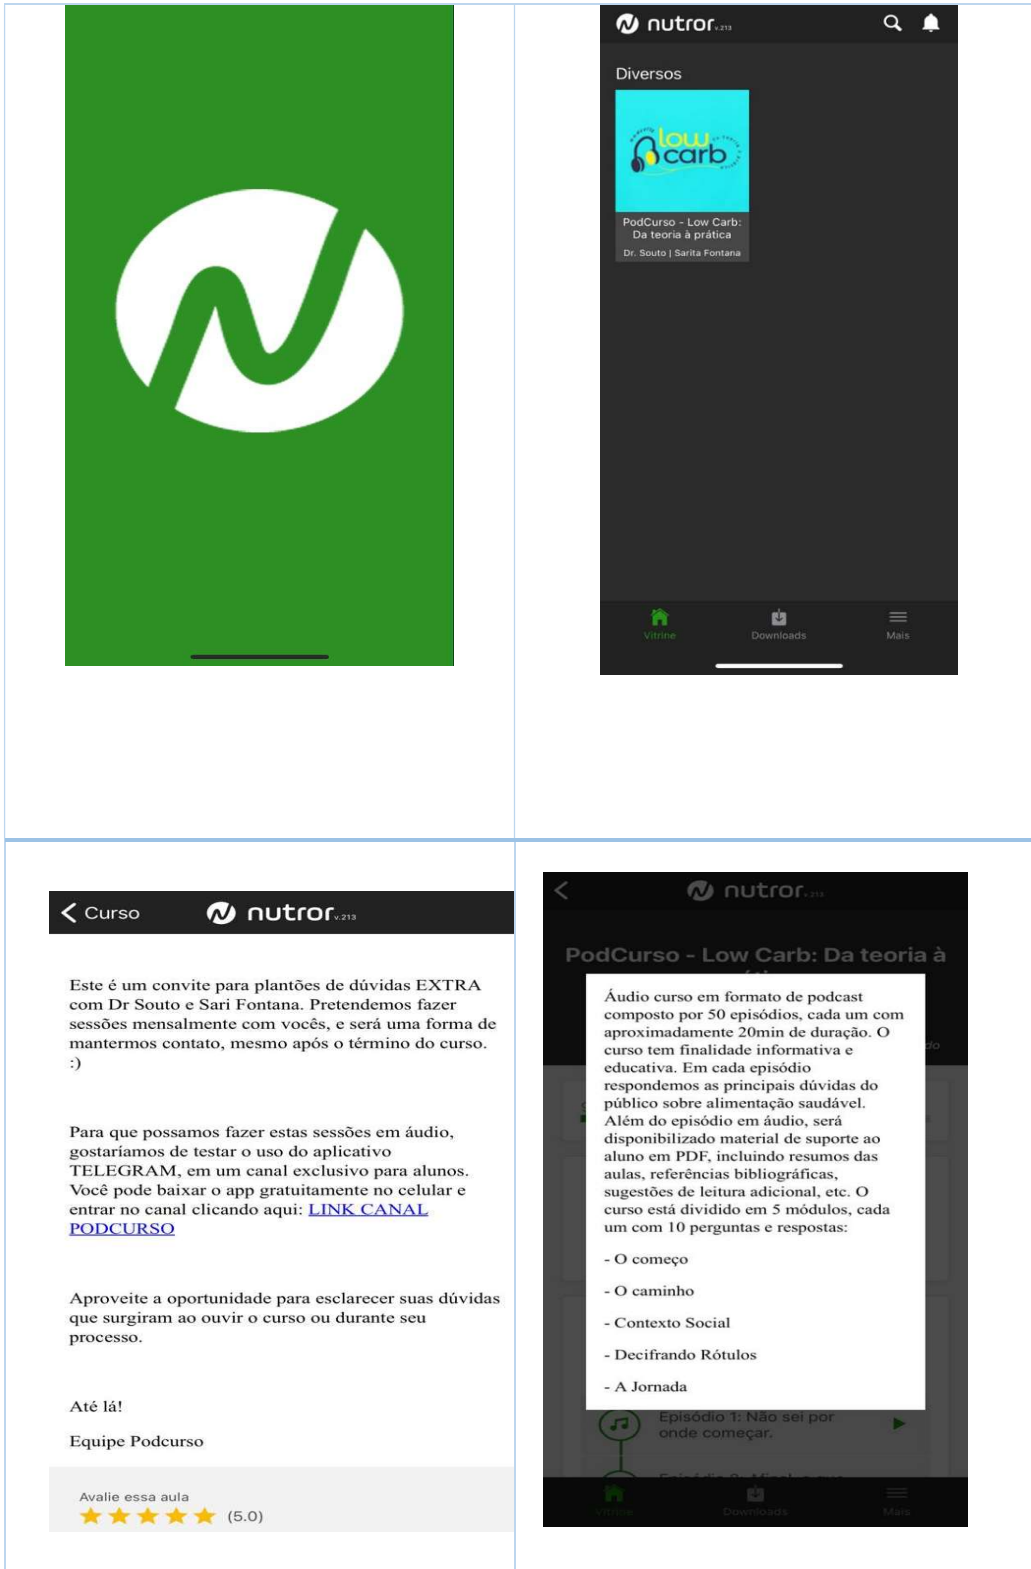 nutror v.213
Diversos
low
carb
PodCurso - Low Carb:
Da teoria à prática
Dr. Souto | Sarita Fontana
Vitrine
Downloads
Mais
Curso
nutror v.213
Este é um convite para plantões de dúvidas EXTRA
com Dr Souto e Sari Fontana. Pretendemos fazer
sessões mensalmente com vocês, e será uma forma de
mantermos contato, mesmo após o término do curso.
:)
Para que possamos fazer estas sessões em áudio,
gostaríamos de testar o uso do aplicativo
TELEGRAM, em um canal exclusivo para alunos.
Você pode baixar o app gratuitamente no celular e
entrar no canal clicando aqui: LINK CANAL
PODCURSO
Aproveite a oportunidade para esclarecer suas dúvidas
que surgiram ao ouvir o curso ou durante seu
processo.
Até lá!
Equipe Podcurso
Avalie essa aula
(5.0)
nutror v.213
PodCurso - Low Carb: Da teoria à
Áudio curso em formato de podcast
composto por 50 episódios, cada um com
aproximadamente 20min de duração. O
curso tem finalidade informativa e
educativa. Em cada episódio
respondemos as principais dúvidas do
público sobre alimentação saudável.
Além do episódio em áudio, será
disponibilizado material de suporte ao
aluno em PDF, incluindo resumos das
aulas, referências bibliográficas,
sugestões de leitura adicional, etc. O
curso está dividido em 5 módulos, cada
um com 10 perguntas e respostas:
- O começo
- O caminho
- Contexto Social
- Decifrando Rótulos
- A Jornada
Episódio 1: Não sei por
onde começar.
Vitrine
Downloads
Mais